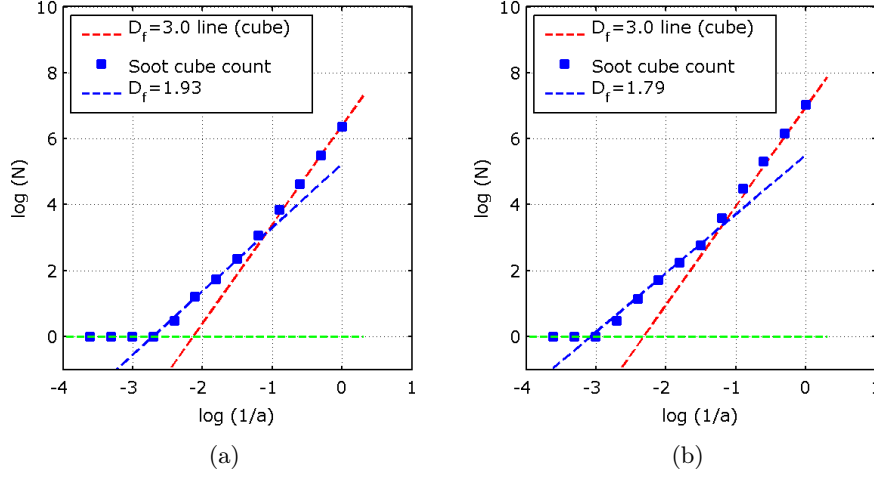 D_f=3.0 line (cube)
Soot cube count
D_f=1.93
10
8
6
4
2
0
log (N)
-4
-3
-2
-1
0
1
log (1/a)
(a)
D_f=3.0 line (cube)
Soot cube count
D_f=1.79
10
8
6
4
2
0
log (N)
-4
-3
-2
-1
0
1
log (1/a)
(b)